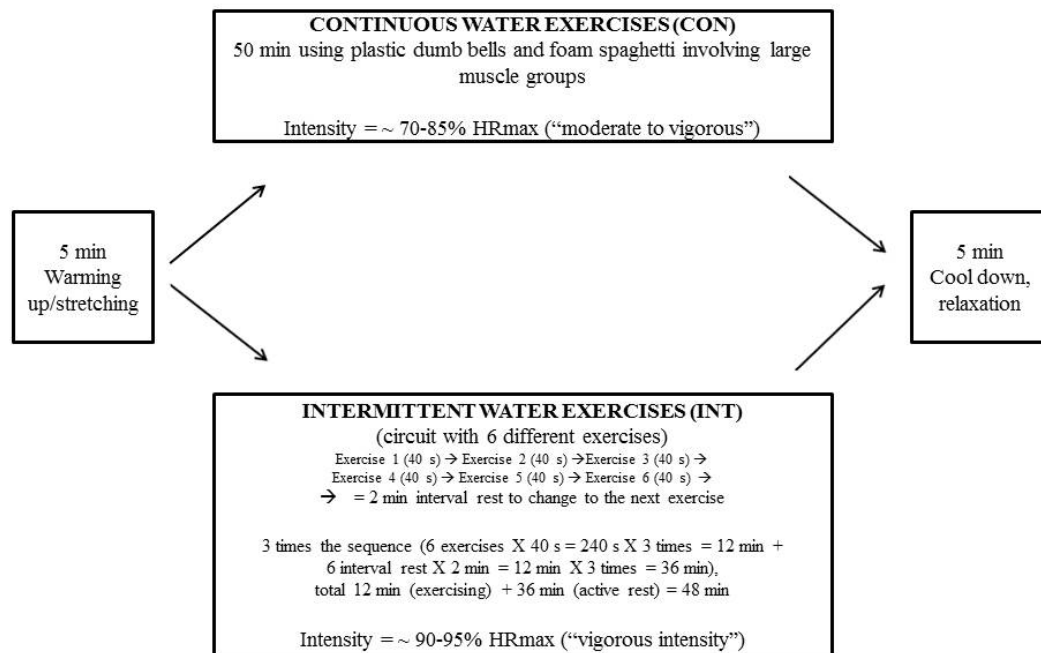 CONTINUOUS WATER EXERCISES (CON)
50 min using plastic dumb bells and foam spaghetti involving large
muscle groups
Intensity = ~ 70-85% HRmax (“moderate to vigorous”)
5 min
Warming
up/stretching
5 min
Cool down,
relaxation
INTERMITTENT WATER EXERCISES (INT)
(circuit with 6 different exercises)
Exercise 1 (40 s) → Exercise 2 (40 s) →Exercise 3 (40 s) →
Exercise 4 (40 s) → Exercise 5 (40 s) → Exercise 6 (40 s) →
→ = 2 min interval rest to change to the next exercise
3 times the sequence (6 exercises X 40 s = 240 s X 3 times = 12 min +
6 interval rest X 2 min = 12 min X 3 times = 36 min),
total 12 min (exercising) + 36 min (active rest) = 48 min
Intensity = ~ 90-95% HRmax (“vigorous intensity”)